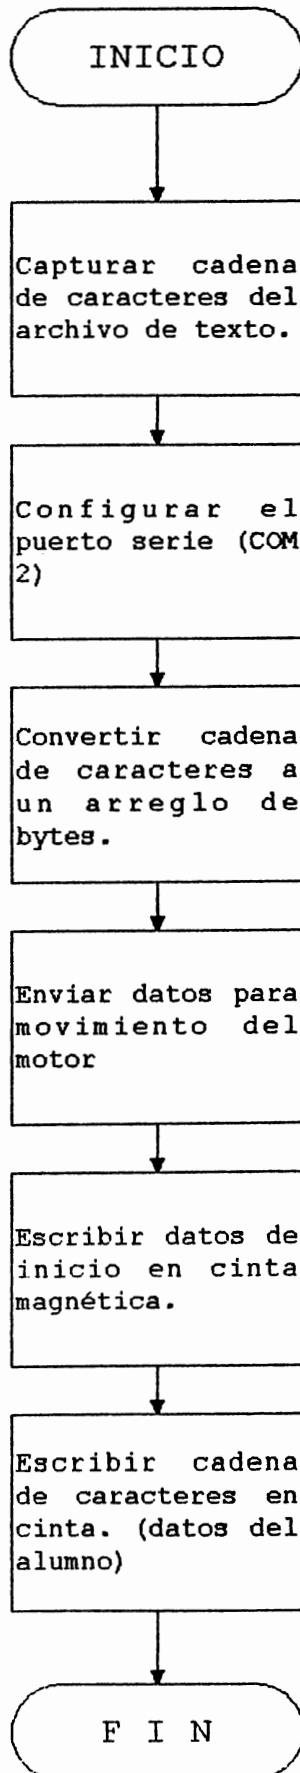 INICIO
Capturar cadena
de caracteres del
archivo de texto.
Configurar el
puerto serie (COM
2)
Convertir cadena
de caracteres a
un arreglo de
bytes.
Enviar datos para
movimiento del
motor
Escribir datos de
inicio en cinta
magnética.
Escribir cadena
de caracteres en
cinta. (datos del
alumno)
F I N